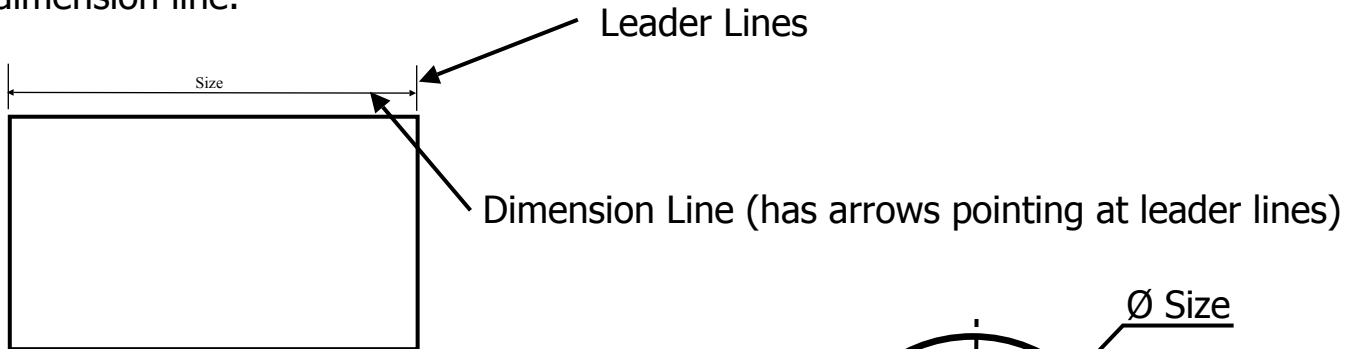 dimension line.
Leader Lines
Size
Dimension Line (has arrows pointing at leader lines)
Ø Size